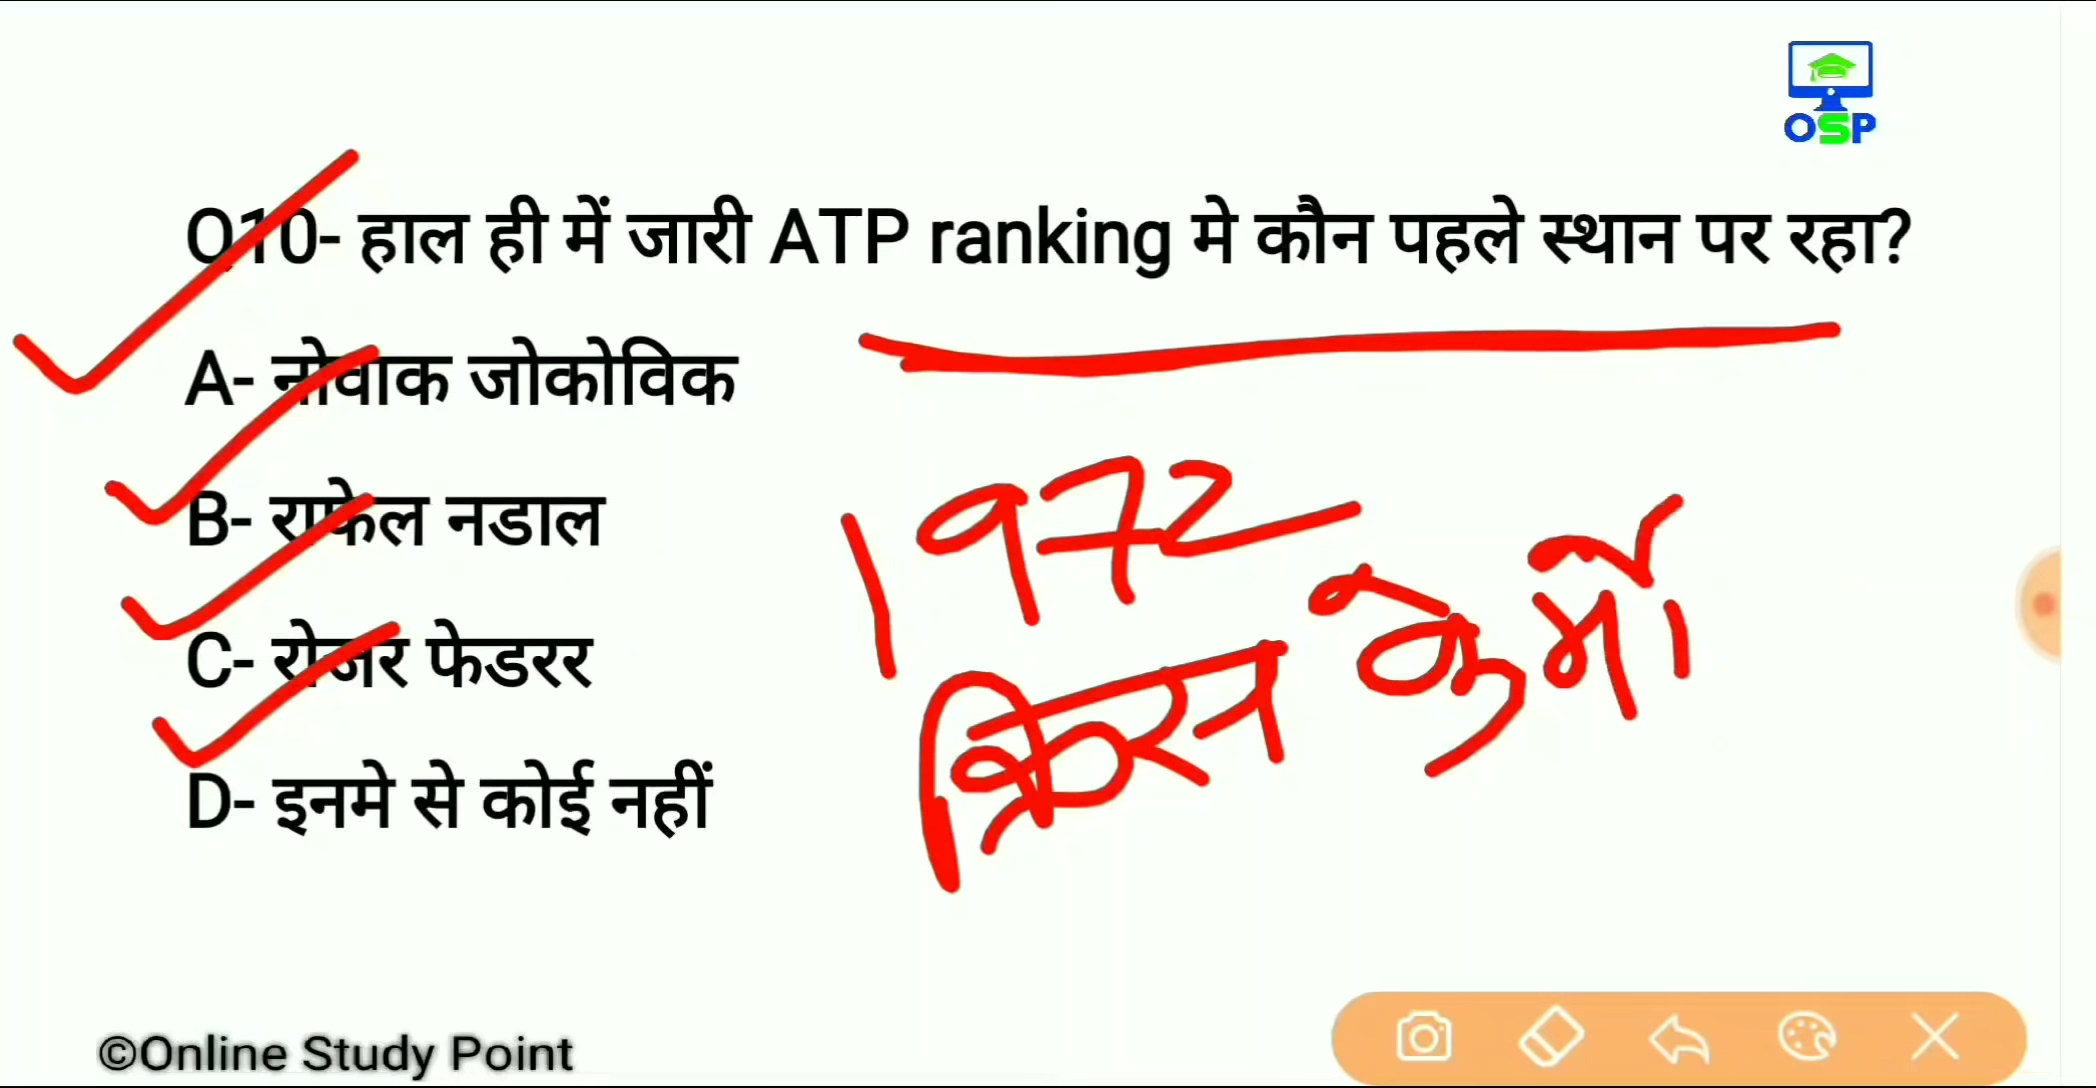 OSP
Q10- हाल ही में जारी ATP ranking मे कौन पहले स्थान पर रहा?
A- नोवाक जोकोविक
B- राफेल नडाल
C- रोजर फेडरर
D- इनमे से कोई नहीं
1972
©Online Study Point